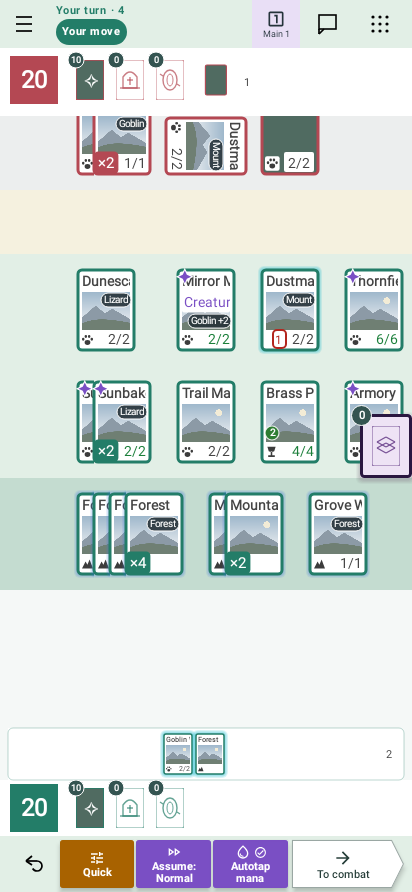 Your turn · 4
Your move
1
Main 1
20
10
0
0
1
Goblin
×2
1/1
2/2
Mount
Dustma
2/2
Dunesca
Lizard
2/2
Mirror M
Creatur
Goblin +2
2/2
Dustma
Mount
1
2/2
Thornfie
6/6
Sunbak
Lizard
×2
2/2
Trail Ma
2/2
Brass P
2
4/4
Armory
0
Forest
Forest
×4
Mounta
×2
Grove W
Forest
1/1
Goblin
2/2
Forest
2
20
10
0
0
Quick
Assume:
Normal
Autotap
mana
To combat